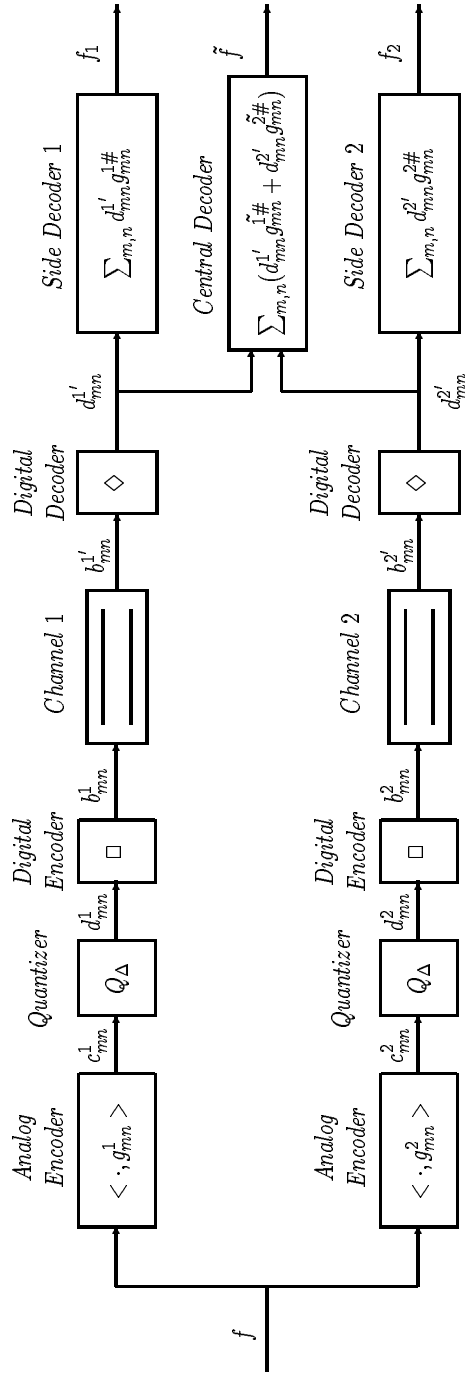 f
Analog
Encoder
< ·, g¹ₘₙ >
c¹ₘₙ
Quantizer
Q_Δ
d¹ₘₙ
Digital
Encoder
□
b¹ₘₙ
Channel 1
b¹′ₘₙ
Digital
Decoder
◇
d¹′ₘₙ
Side Decoder 1
∑ₘ,ₙ d¹′ₘₙ g¹#ₘₙ
f₁
Central Decoder
∑ₘ,ₙ(d¹′ₘₙ g̃¹#ₘₙ + d²′ₘₙ g̃²#ₘₙ)
f̃
Analog
Encoder
< ·, g²ₘₙ >
c²ₘₙ
Quantizer
Q_Δ
d²ₘₙ
Digital
Encoder
□
b²ₘₙ
Channel 2
b²′ₘₙ
Digital
Decoder
◇
d²′ₘₙ
Side Decoder 2
∑ₘ,ₙ d²′ₘₙ g²#ₘₙ
f₂